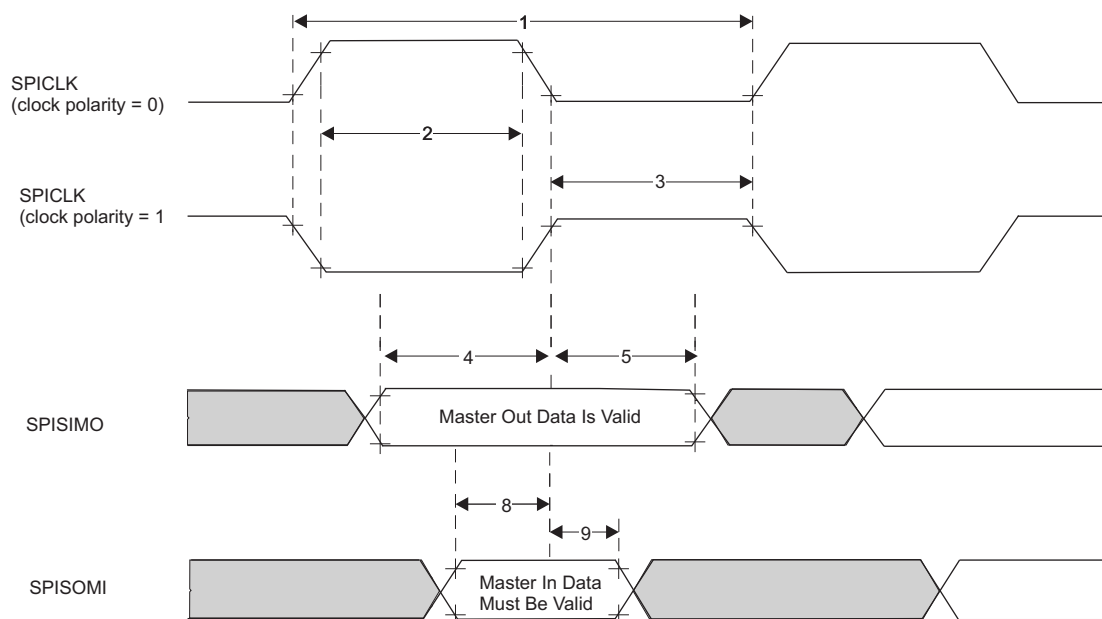 1
SPICLK
(clock polarity = 0)
2
3
SPICLK
(clock polarity = 1
4
5
SPISIMO
Master Out Data Is Valid
8
9
SPISOMI
Master In Data
Must Be Valid